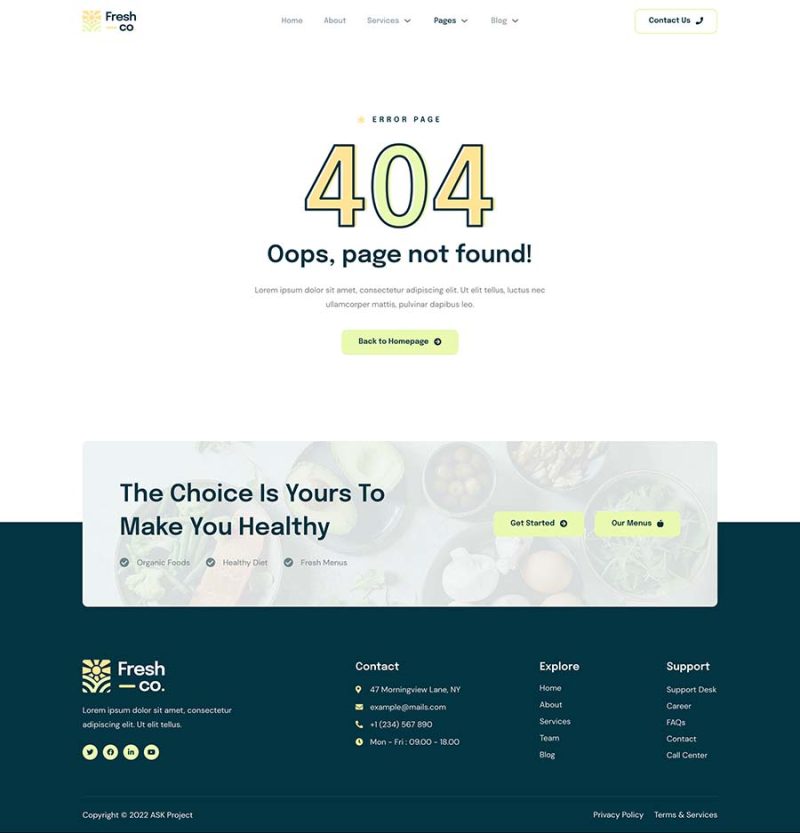 Fresh
co
Home About Services Pages Blog
Contact Us
ERROR PAGE
404
Oops, page not found!
Lorem ipsum dolor sit amet, consectetur adipiscing elit. Ut elit tellus, luctus nec
ullamcorper mattis, pulvinar dapibus leo.
Back to Homepage
The Choice Is Yours To
Make You Healthy
Get Started Our Menus
Organic Foods Healthy Diet Fresh Menus
Fresh
co.
Lorem ipsum dolor sit amet, consectetur
adipiscing elit. Ut elit tellus.
Contact
47 Morningview Lane, NY
example@mails.com
+1 (234) 567 890
Mon - Fri : 09.00 - 18.00
Explore
Home
About
Services
Team
Blog
Support
Support Desk
Career
FAQs
Contact
Call Center
Copyright © 2022 ASK Project
Privacy Policy Terms & Services